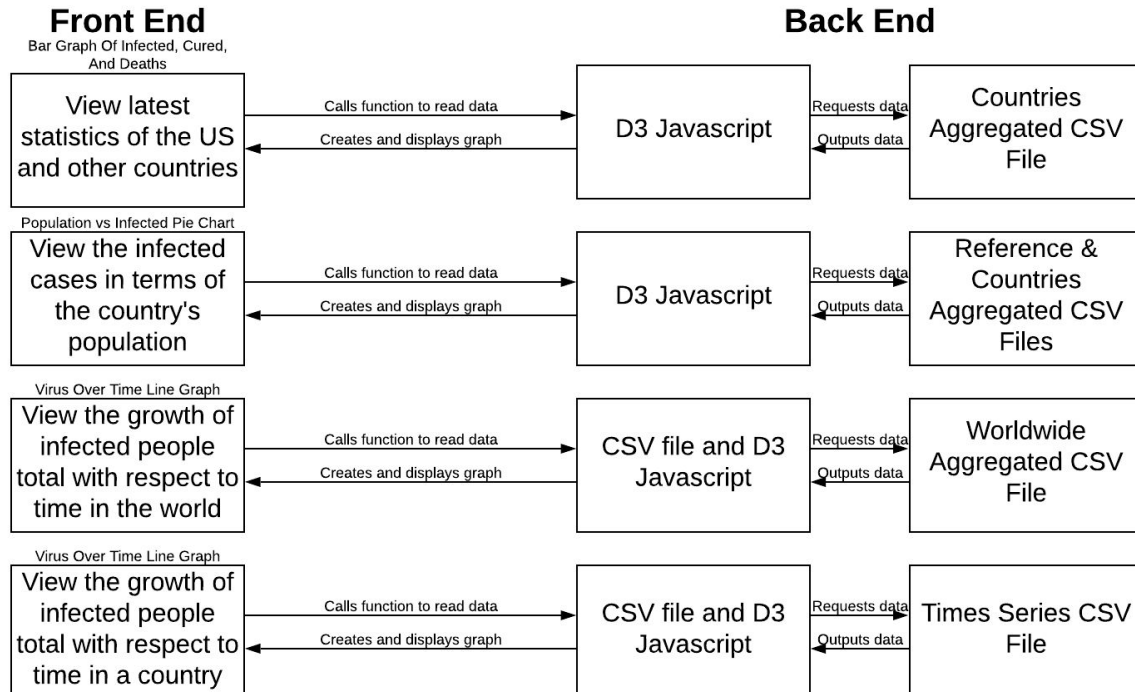 Front End
Back End
Bar Graph Of Infected, Cured,
And Deaths
View latest
statistics of the US
and other countries
Calls function to read data
Creates and displays graph
D3 Javascript
Requests data
Outputs data
Countries
Aggregated CSV
File
Population vs Infected Pie Chart
View the infected
cases in terms of
the country's
population
Calls function to read data
Creates and displays graph
D3 Javascript
Requests data
Outputs data
Reference &
Countries
Aggregated CSV
Files
Virus Over Time Line Graph
View the growth of
infected people
total with respect to
time in the world
Calls function to read data
Creates and displays graph
CSV file and D3
Javascript
Requests data
Outputs data
Worldwide
Aggregated CSV
File
Virus Over Time Line Graph
View the growth of
infected people
total with respect to
time in a country
Calls function to read data
Creates and displays graph
CSV file and D3
Javascript
Requests data
Outputs data
Times Series CSV
File